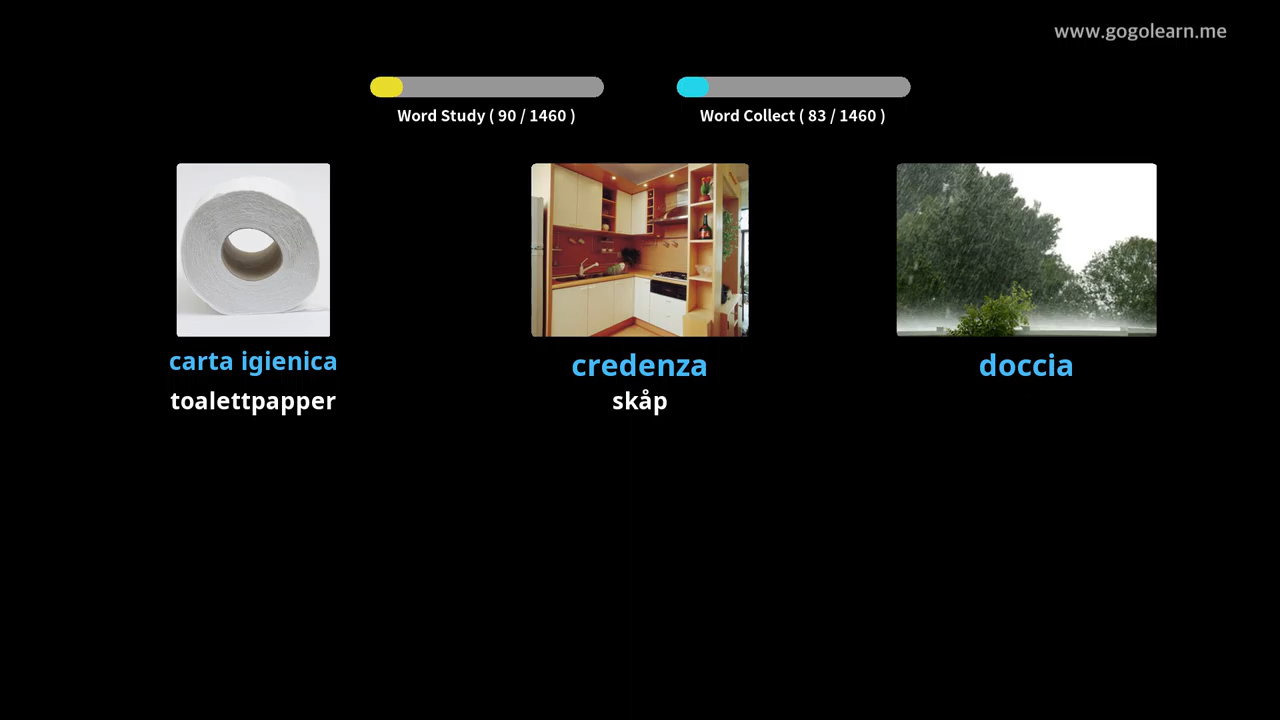 www.gogolearn.me
Word Study ( 90 / 1460 )
Word Collect ( 83 / 1460 )
carta igienica
toalettpapper
credenza
skåp
doccia